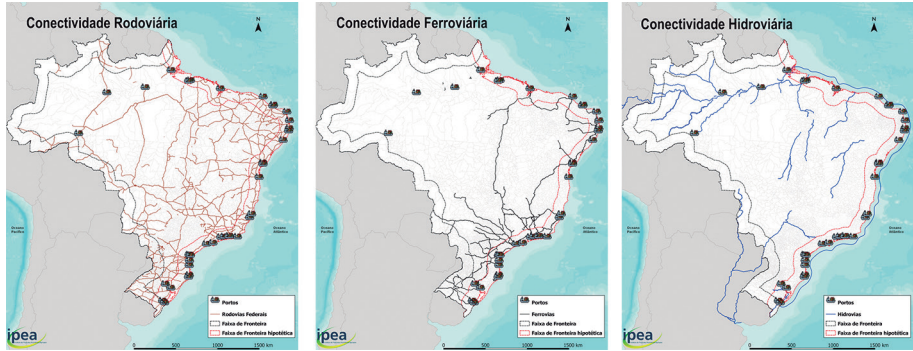 Conectividade Rodoviária
N
Oceano
Pacífico
Oceano
Atlântico
Portos
Rodovias Federais
Faixa de Fronteira
Faixa de Fronteira hipotética
ipea
0 500 1000 1500 km
Conectividade Ferroviária
N
Oceano
Pacífico
Oceano
Atlântico
Portos
Ferrovias
Faixa de Fronteira
Faixa de Fronteira hipotética
ipea
0 500 1000 1500 km
Conectividade Hidroviária
N
Oceano
Pacífico
Oceano
Atlântico
Portos
Hidrovias
Faixa de Fronteira
Faixa de Fronteira hipotética
ipea
0 500 1000 1500 km